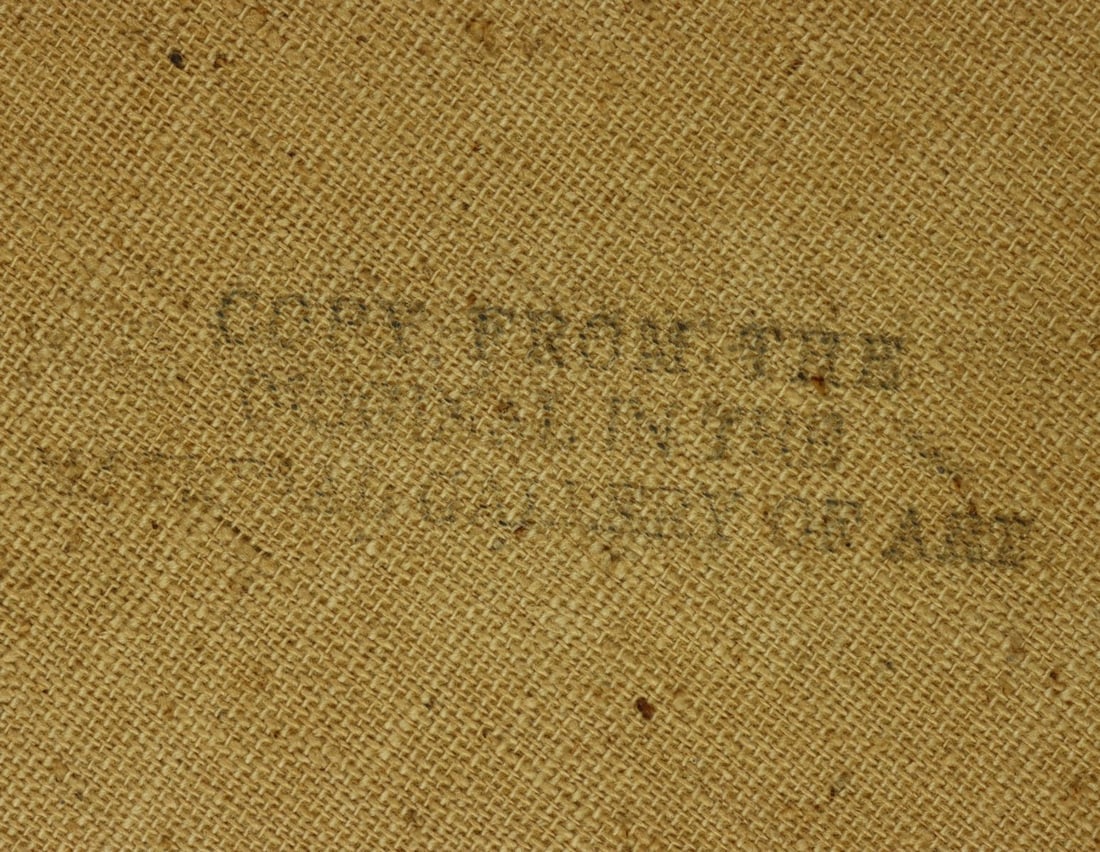 COPY FROM THE
ORIGINAL IN THE
GALLERY OF ART